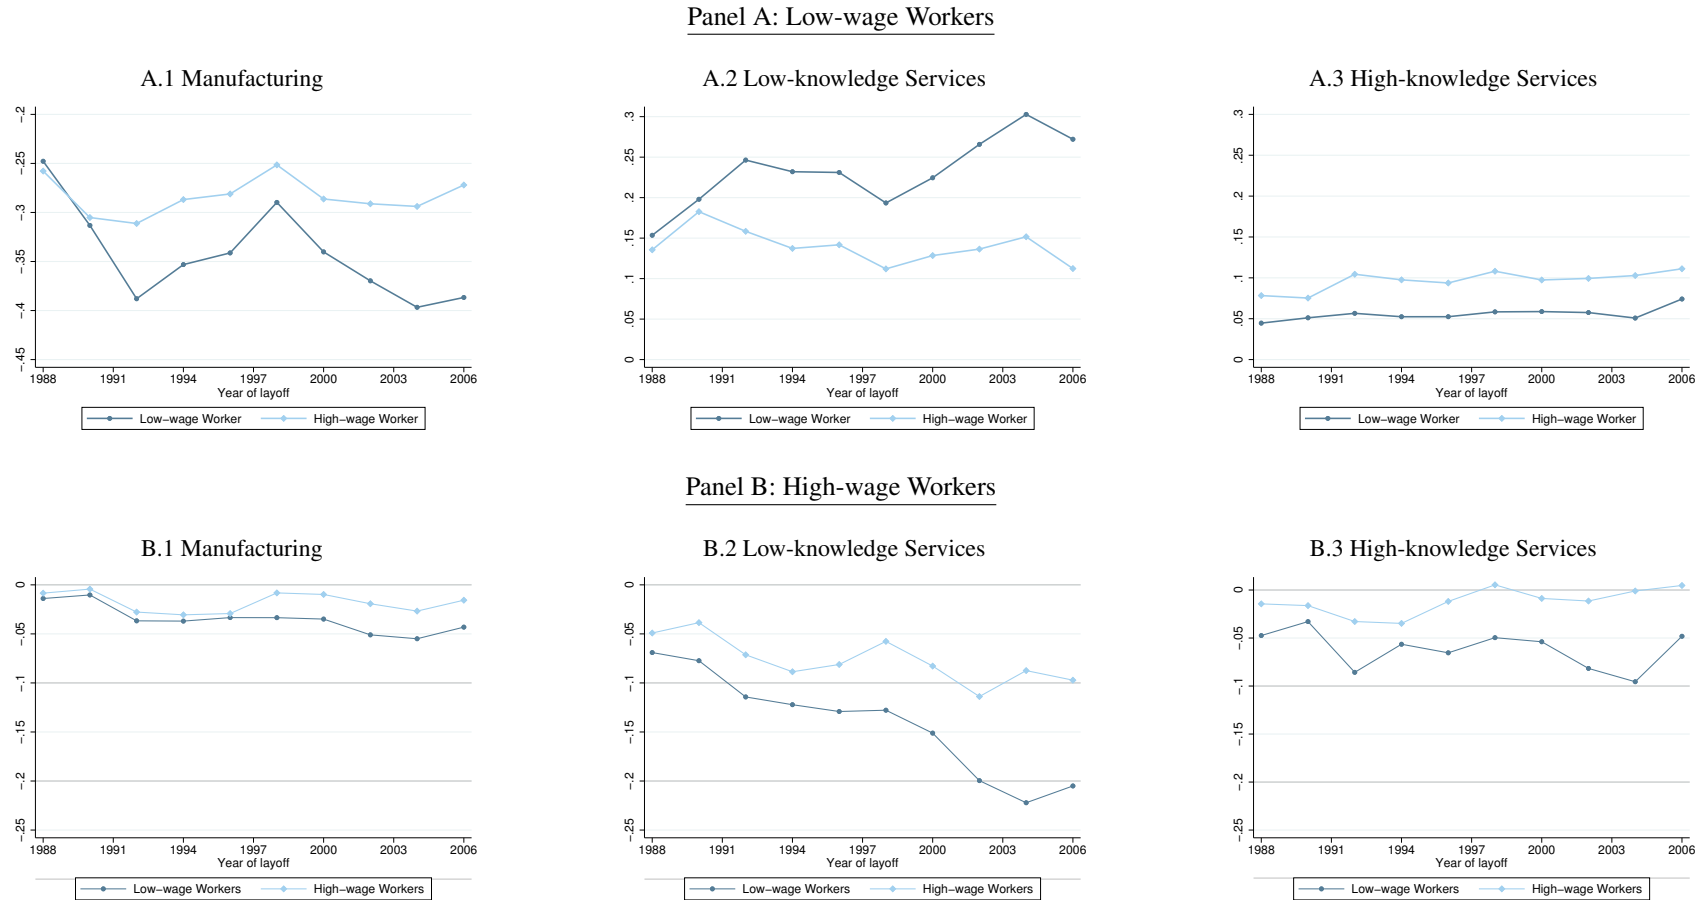 Panel A: Low-wage Workers
A.1 Manufacturing
−.2
−.25
−.3
−.35
−.4
−.45
1988 1991 1994 1997 2000 2003 2006
Year of layoff
Low−wage Worker High−wage Worker
A.2 Low-knowledge Services
.3
.25
.2
.15
.1
.05
0
1988 1991 1994 1997 2000 2003 2006
Year of layoff
Low−wage Worker High−wage Worker
A.3 High-knowledge Services
.3
.25
.2
.15
.1
.05
0
1988 1991 1994 1997 2000 2003 2006
Year of layoff
Low−wage Worker High−wage Worker
Panel B: High-wage Workers
B.1 Manufacturing
0
−.05
−.1
−.15
−.2
−.25
1988 1991 1994 1997 2000 2003 2006
Year of layoff
Low−wage Workers High−wage Workers
B.2 Low-knowledge Services
0
−.05
−.1
−.15
−.2
−.25
1988 1991 1994 1997 2000 2003 2006
Year of layoff
Low−wage Workers High−wage Workers
B.3 High-knowledge Services
0
−.05
−.1
−.15
−.2
−.25
1988 1991 1994 1997 2000 2003 2006
Year of layoff
Low−wage Workers High−wage Workers